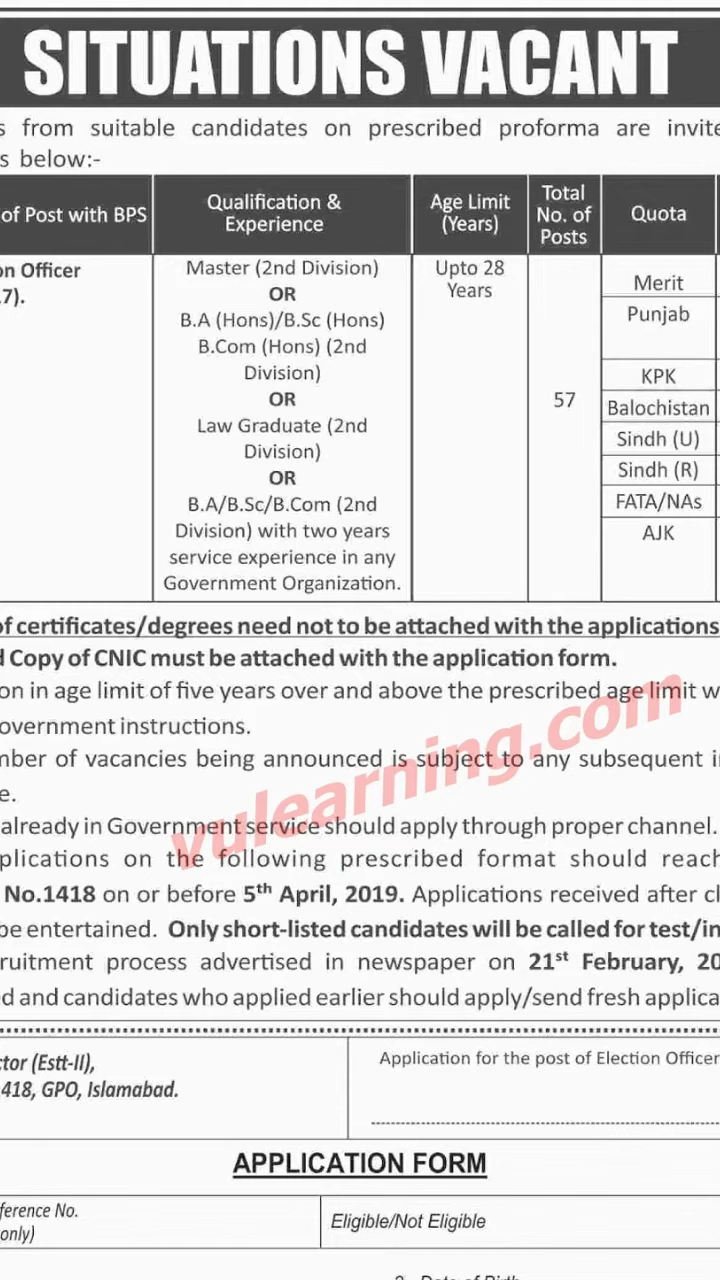 SITUATIONS VACANT
s from suitable candidates on prescribed proforma are invite
s below:-
of Post with BPS
Qualification &
Experience
Age Limit
(Years)
Total
No. of
Posts
Quota
on Officer
.7).
Master (2nd Division)
OR
B.A (Hons)/B.Sc (Hons)
B.Com (Hons) (2nd
Division)
OR
Law Graduate (2nd
Division)
OR
B.A/B.Sc/B.Com (2nd
Division) with two years
service experience in any
Government Organization.
Upto 28
Years
57
Merit
Punjab
KPK
Balochistan
Sindh (U)
Sindh (R)
FATA/NAs
AJK
of certificates/degrees need not to be attached with the applications
d Copy of CNIC must be attached with the application form.
on in age limit of five years over and above the prescribed age limit w
overnment instructions.
mber of vacancies being announced is subject to any subsequent i
e.
already in Government service should apply through proper channel.
plications on the following prescribed format should reach
No.1418 on or before 5th April, 2019. Applications received after cl
be entertained. Only short-listed candidates will be called for test/in
ruitment process advertised in newspaper on 21st February, 20
d and candidates who applied earlier should apply/send fresh applica
vulearning.com
ctor (Estt-II),
418, GPO, Islamabad.
Application for the post of Election Officer
APPLICATION FORM
ference No.
only)
Eligible/Not Eligible
2. Date of Birth